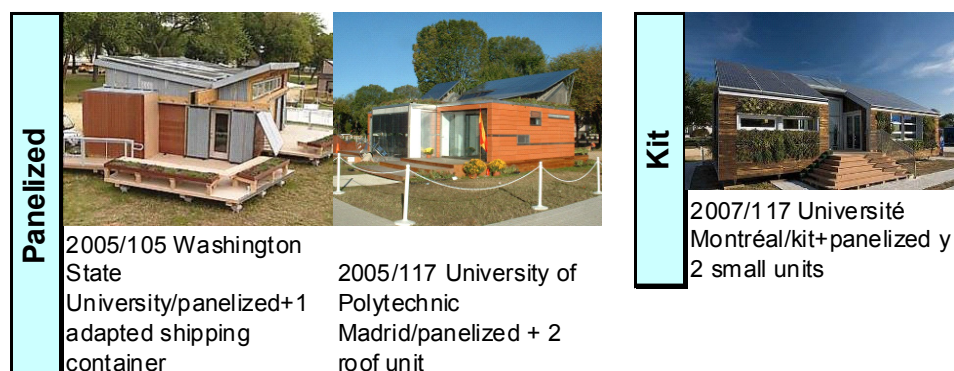 Panelized
2005/105 Washington
State
University/panelized+1
adapted shipping
container
2005/117 University of
Polytechnic
Madrid/panelized + 2
roof unit
Kit
2007/117 Université
Montréal/kit+panelized y
2 small units